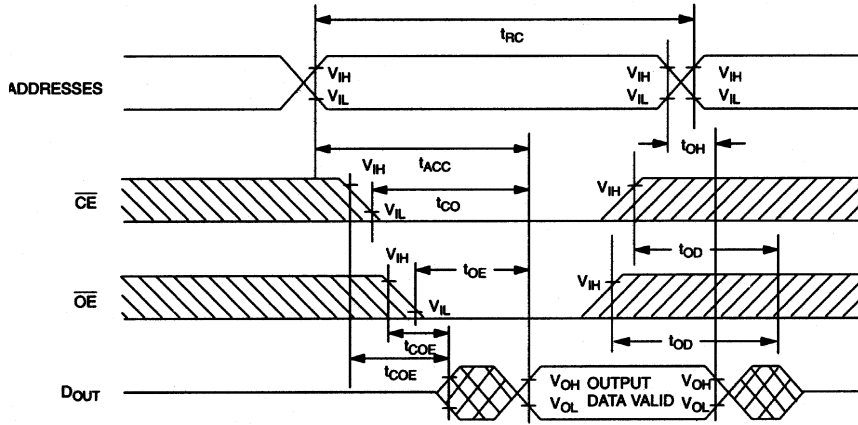 tRC
ADDRESSES
VIH
VIL
VIH
VIL
VIH
VIL
tOH
tACC
CE
VIH
VIL
tCO
VIH
tOD
OE
VIH
VIL
tOE
VIH
tOD
tCOE
tCOE
DOUT
VOH
VOL
OUTPUT
DATA VALID
VOH
VOL